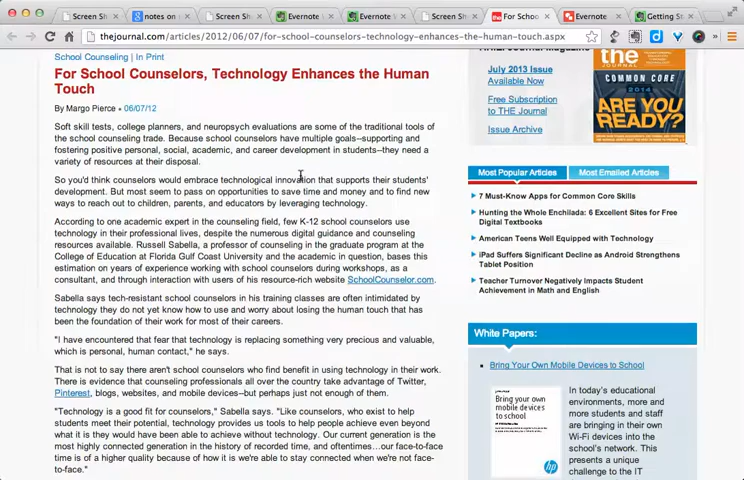 Screen Sh
notes on
Screen Sh
Evernote
Evernote
Screen Sh
For Schoo
Evernote
Getting St
thejournal.com/articles/2012/06/07/for-school-counselors-technology-enhances-the-human-touch.aspx
School Counseling | In Print
For School Counselors, Technology Enhances the Human
Touch
By Margo Pierce • 06/07/12
Soft skill tests, college planners, and neuropsych evaluations are some of the traditional tools of
the school counseling trade. Because school counselors have multiple goals--supporting and
fostering positive personal, social, academic, and career development in students--they need a
variety of resources at their disposal.
So you'd think counselors would embrace technological innovation that supports their students'
development. But most seem to pass on opportunities to save time and money and to find new
ways to reach out to children, parents, and educators by leveraging technology.
According to one academic expert in the counseling field, few K-12 school counselors use
technology in their professional lives, despite the numerous digital guidance and counseling
resources available. Russell Sabella, a professor of counseling in the graduate program at the
College of Education at Florida Gulf Coast University and the academic in question, bases this
estimation on years of experience working with school counselors during workshops, as a
consultant, and through interaction with users of his resource-rich website SchoolCounselor.com.
Sabella says tech-resistant school counselors in his training classes are often intimidated by
technology they do not yet know how to use and worry about losing the human touch that has
been the foundation of their work for most of their careers.
"I have encountered that fear that technology is replacing something very precious and valuable,
which is personal, human contact," he says.
That is not to say there aren't school counselors who find benefit in using technology in their work.
There is evidence that counseling professionals all over the country take advantage of Twitter,
Pinterest, blogs, websites, and mobile devices--but perhaps just not enough of them.
"Technology is a good fit for counselors," Sabella says. "Like counselors, who exist to help
students meet their potential, technology provides us tools to help people achieve even beyond
what it is they would have been able to achieve without technology. Our current generation is the
most highly connected generation in the history of recorded time, and oftentimes...our face-to-face
time is of a higher quality because of how it is we're able to stay connected when we're not face-
to-face."
THE Journal Magazine
July 2013 Issue
Available Now
Free Subscription
to THE Journal
Issue Archive
the
JOURNAL
COMMON CORE
2014
ARE YOU
READY?
Most Popular Articles
Most Emailed Articles
7 Must-Know Apps for Common Core Skills
Hunting the Whole Enchilada: 6 Excellent Sites for Free
Digital Textbooks
American Teens Well Equipped with Technology
iPad Suffers Significant Decline as Android Strengthens
Tablet Position
Teacher Turnover Negatively Impacts Student
Achievement in Math and English
White Papers:
Bring Your Own Mobile Devices to School
Bring your own
mobile devices
to school
hp
In today's educational
environments, more and
more students and staff
are bringing in their own
Wi-Fi devices into the
school's network. This
presents a unique
challenge to the IT